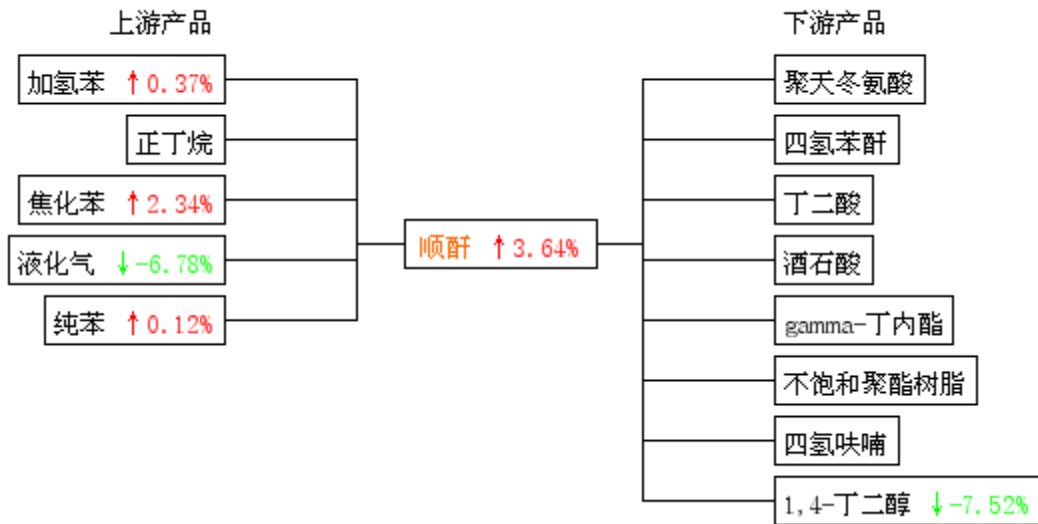 上游产品
加氢苯 ↑0.37%
正丁烷
焦化苯 ↑2.34%
液化气 ↓-6.78%
纯苯 ↑0.12%
顺酐 ↑3.64%
下游产品
聚天冬氨酸
四氢苯酐
丁二酸
酒石酸
gamma-丁内酯
不饱和聚酯树脂
四氢呋喃
1,4-丁二醇 ↓-7.52%